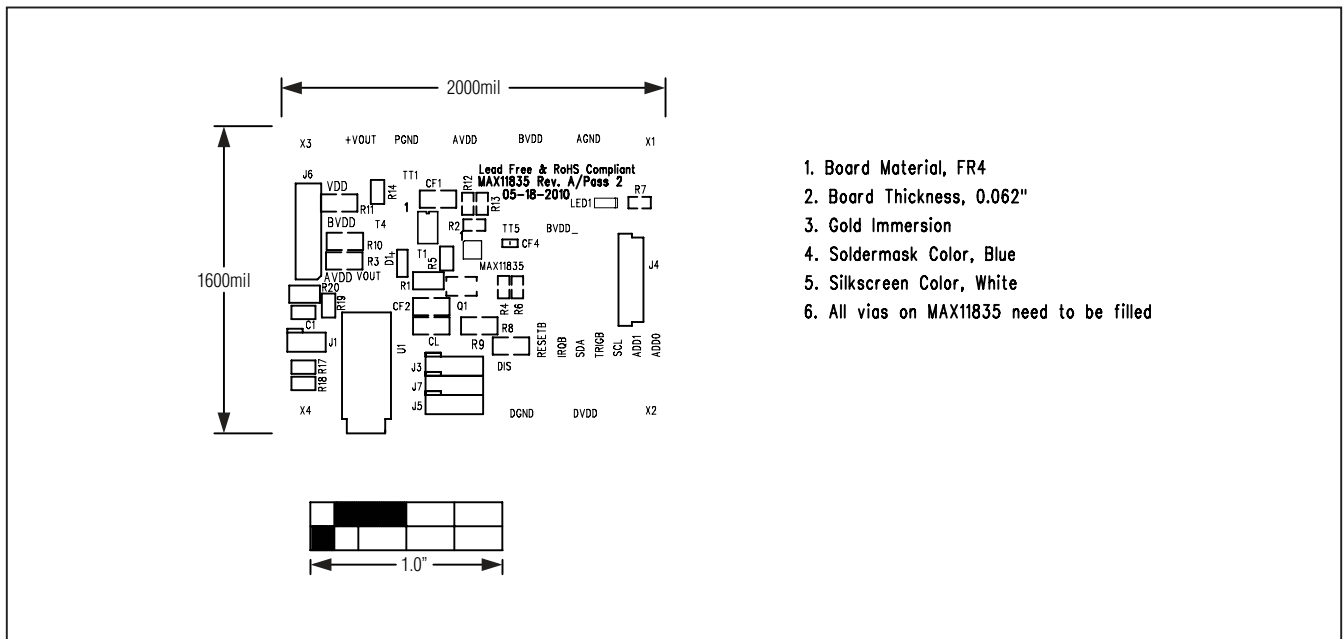 2000mil
X3 +VOUT PGND AVDD BVDD AGND X1
Lead Free & RoHS Compliant
MAX11835 Rev. A/Pass 2
05-18-2010
J6
VDD
R14
R11
TT1
CF1
R12
R13
LED1
R7
1
BVDD
T4
R2
1
TT5
BVDD_
R10
R3
AVDD VOUT
D1+
T1
R5
CF4
MAX11835
J4
1600mil
R20
R19
R1
Q1
R4
R6
C1
CF2
J1
U1
CL
R9
R8
DIS
RESETB
IRQB
SDA
TRIGB
SCL
ADD1
ADD0
R17
R18
J3
J7
J5
X4
DGND DVDD X2
1.0"
1. Board Material, FR4
2. Board Thickness, 0.062"
3. Gold Immersion
4. Soldermask Color, Blue
5. Silkscreen Color, White
6. All vias on MAX11835 need to be filled